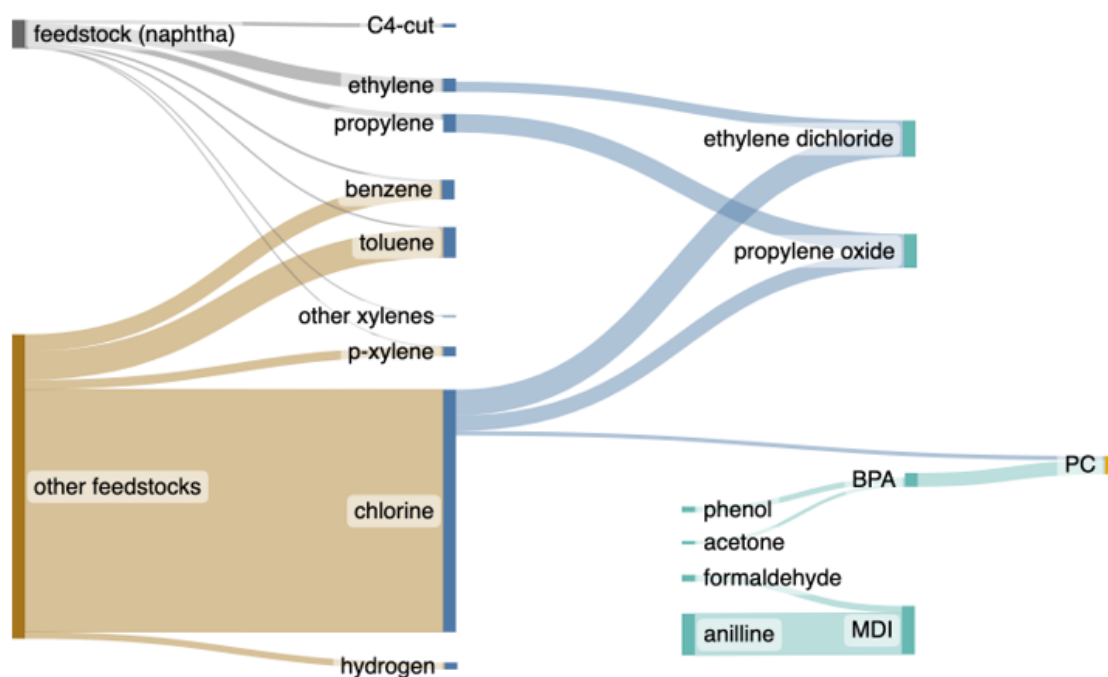 feedstock (naphtha)
C4-cut
ethylene
propylene
benzene
toluene
other xylenes
p-xylene
other feedstocks
chlorine
hydrogen
ethylene dichloride
propylene oxide
PC
BPA
phenol
acetone
formaldehyde
anilline
MDI